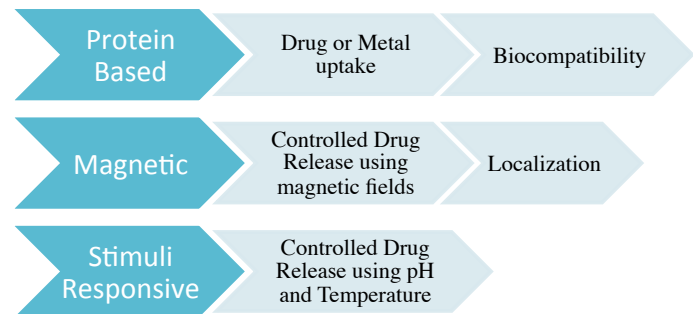 Protein
Based
Drug or Metal
uptake
Biocompatibility
Magnetic
Controlled Drug
Release using
magnetic fields
Localization
Stimuli
Responsive
Controlled Drug
Release using pH
and Temperature